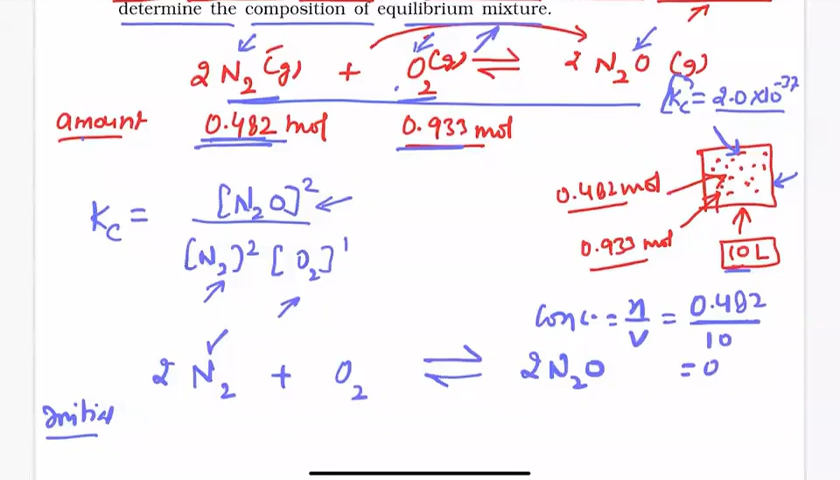 determine the composition of equilibrium mixture.
2 N₂ (g) + O₂ (g) ⇌ 2 N₂O (g)
Kc = 2.0 x 10⁻³⁷
amount 0.482 mol 0.933 mol
Kc = [N₂O]² / [N₂)² [O₂]¹
0.482 mol
0.933 mol
10 L
Conc. = n/V = 0.482/10
= 0
2 N₂ + O₂ ⇌ 2N₂O
Initial